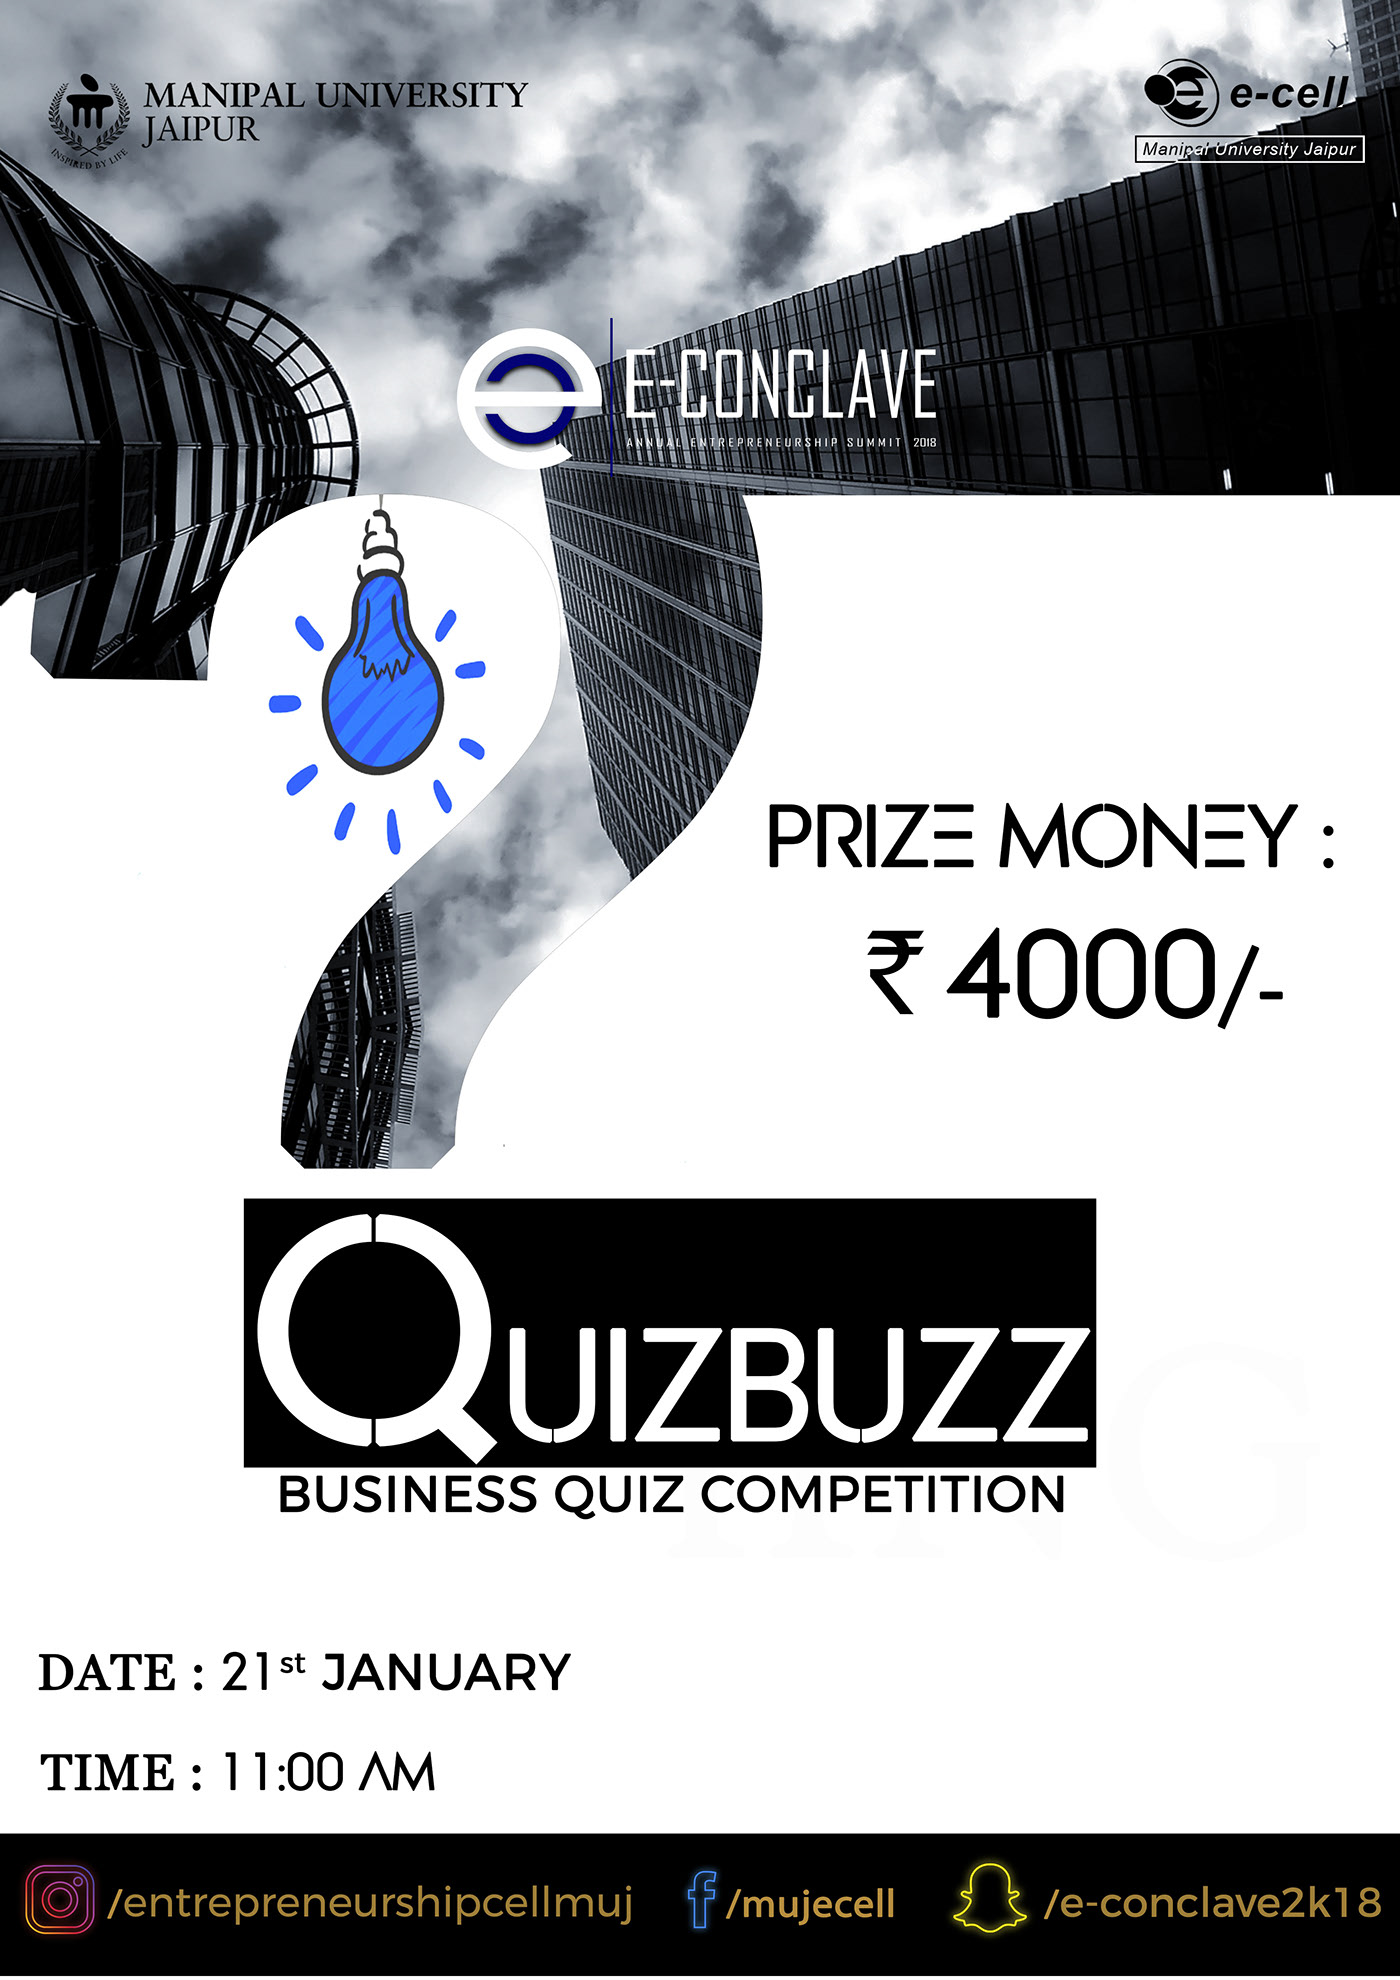 MANIPAL UNIVERSITY
JAIPUR
INSPIRED BY LIFE
e-cell
Manipal University Jaipur
E-CONCLAVE
ANNUAL ENTREPRENEURSHIP SUMMIT 2018
PRIZE MONEY :
₹ 4000/-
QUIZBUZZ
BUSINESS QUIZ COMPETITION
DATE : 21st JANUARY
TIME : 11:00 AM
/entrepreneurshipcellmuj
/mujecell
/e-conclave2k18